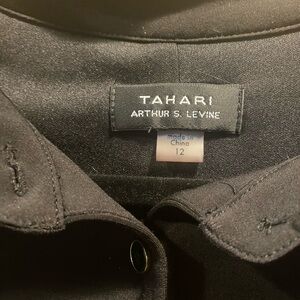 TAHARI
ARTHUR S. LEVINE
Made in
China
12